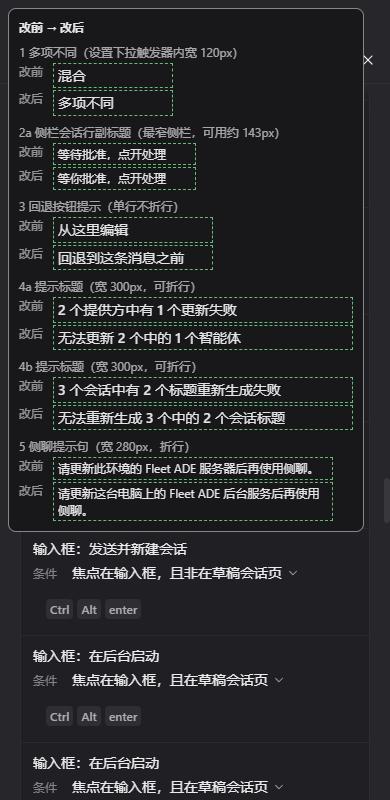 改前 → 改后
1 多项不同（设置下拉触发器内宽 120px）
改前 混合
改后 多项不同
2a 侧栏会话行副标题（最窄侧栏，可用约 143px）
改前 等待批准，点开处理
改后 等你批准，点开处理
3 回退按钮提示（单行不折行）
改前 从这里编辑
改后 回退到这条消息之前
4a 提示标题（宽 300px，可折行）
改前 2 个提供方中有 1 个更新失败
改后 无法更新 2 个中的 1 个智能体
4b 提示标题（宽 300px，可折行）
改前 3 个会话中有 2 个标题重新生成失败
改后 无法重新生成 3 个中的 2 个会话标题
5 侧聊提示句（宽 280px，折行）
改前 请更新此环境的 Fleet ADE 服务器后再使用侧聊。
改后 请更新这台电脑上的 Fleet ADE 后台服务后再使用
侧聊。
输入框：发送并新建会话
条件 焦点在输入框，且非在草稿会话页
Ctrl Alt enter
输入框：在后台启动
条件 焦点在输入框，且在草稿会话页
Ctrl Alt enter
输入框：在后台启动
条件 焦点在输入框，且在草稿会话页